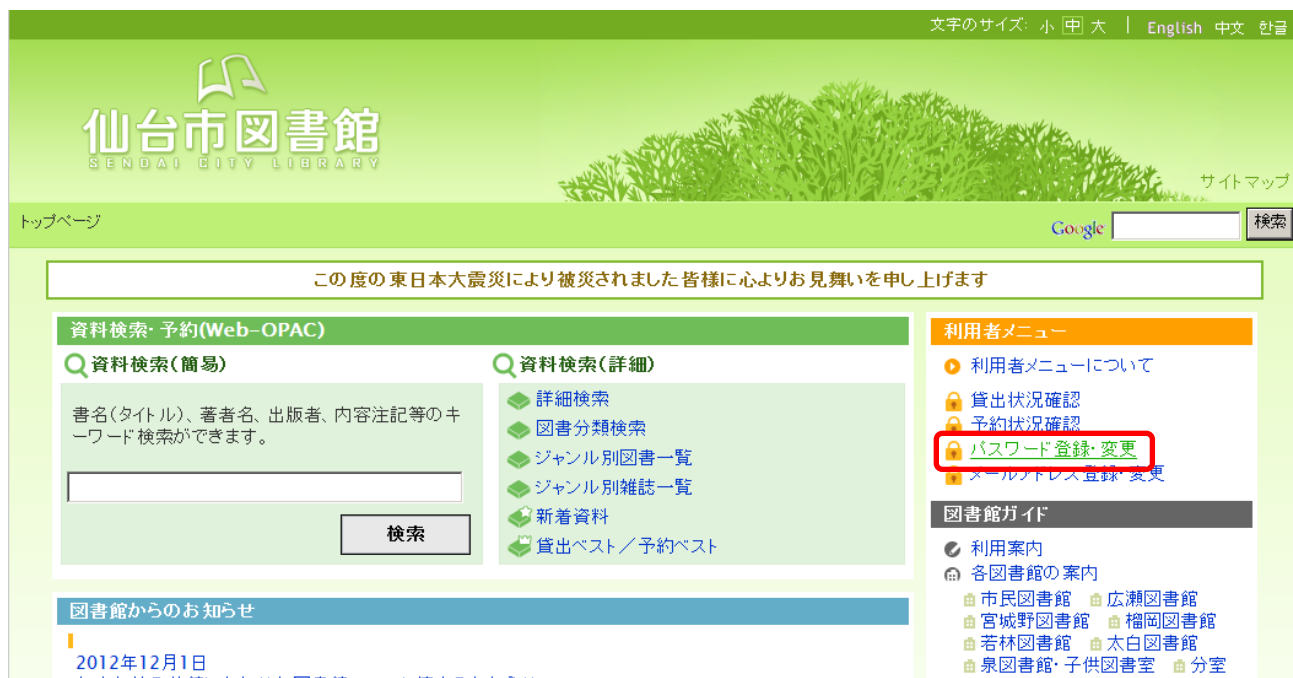 文字のサイズ: 小 中 大 | English 中文 한글
仙台市図書館
SENDAI CITY LIBRARY
サイトマップ
トップページ
Google 検索
この度の東日本大震災により被災されました皆様に心よりお見舞いを申し上げます
資料検索・予約(Web-OPAC)
資料検索(簡易)
書名(タイトル)、著者名、出版者、内容注記等のキ
ーワード検索ができます。
検索
資料検索(詳細)
詳細検索
図書分類検索
ジャンル別図書一覧
ジャンル別雑誌一覧
新着資料
貸出ベスト／予約ベスト
図書館からのお知らせ
2012年12月1日
利用者メニュー
利用者メニューについて
貸出状況確認
予約状況確認
パスワード登録・変更
メールアドレス登録・変更
図書館ガイド
利用案内
各図書館の案内
市民図書館 広瀬図書館
宮城野図書館 榴岡図書館
若林図書館 太白図書館
泉図書館・子供図書室 分室